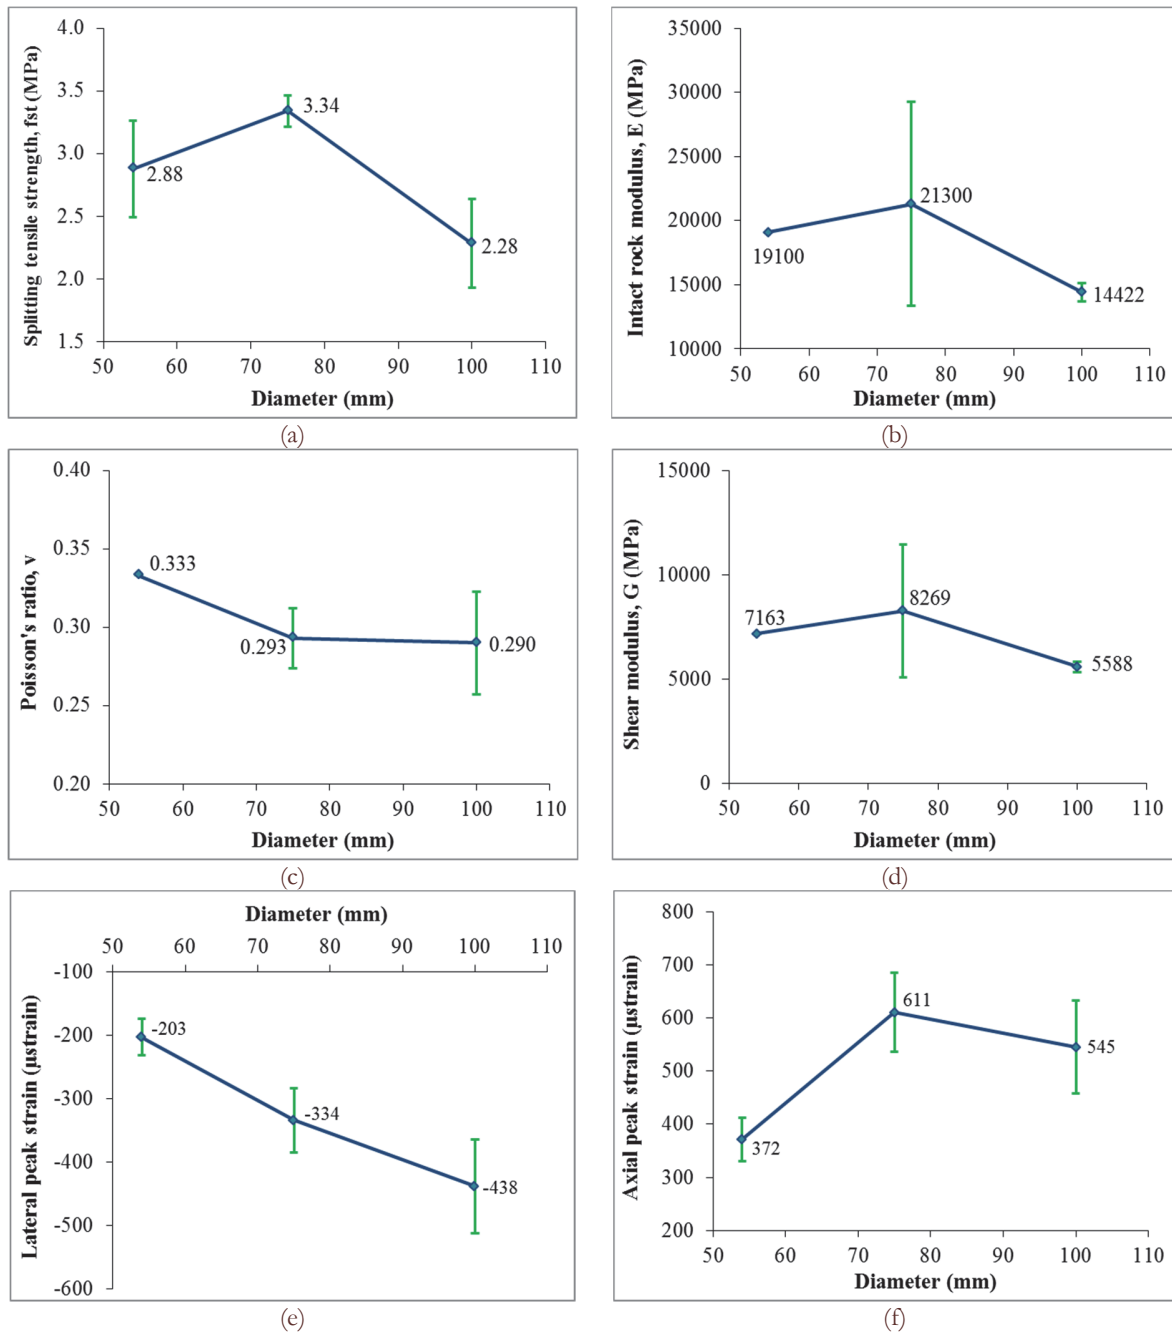 4.0
3.5
3.0
2.5
2.0
1.5
Splitting tensile strength, fst (MPa)
2.88
3.34
2.28
50 60 70 80 90 100 110
Diameter (mm)
(a)
35000
30000
25000
20000
15000
10000
Intact rock modulus, E (MPa)
19100
21300
14422
50 60 70 80 90 100 110
Diameter (mm)
(b)
0.40
0.35
0.30
0.25
0.20
Poisson's ratio, v
0.333
0.293
0.290
50 60 70 80 90 100 110
Diameter (mm)
(c)
15000
10000
5000
0
Shear modulus, G (MPa)
7163
8269
5588
50 60 70 80 90 100 110
Diameter (mm)
(d)
Diameter (mm)
50 60 70 80 90 100 110
-100
-200
-300
-400
-500
-600
Lateral peak strain (µstrain)
-203
-334
-438
(e)
800
700
600
500
400
300
200
Axial peak strain (µstrain)
372
611
545
50 60 70 80 90 100 110
Diameter (mm)
(f)